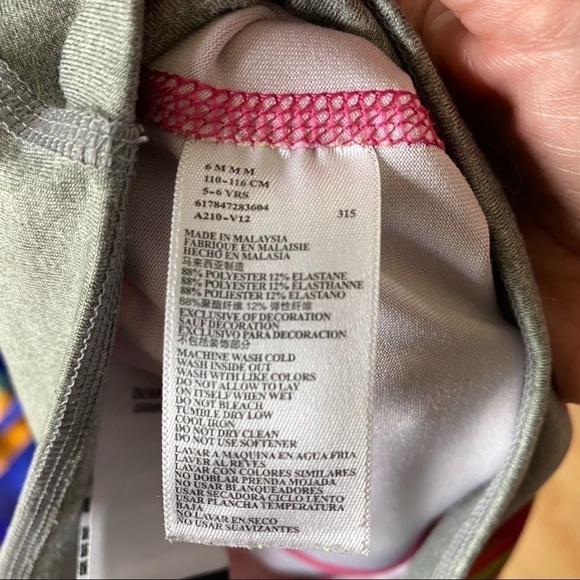 6 M M M
110-116 CM
5-6 YRS
617847283604
A210-V12 315
MADE IN MALAYSIA
FABRIQUE EN MALAISIE
HECHO EN MALASIA
马来西亚制造
88% POLYESTER 12% ELASTANE
88% POLYESTER 12% ELASTHANNE
88% POLIESTER 12% ELASTANO
88%聚酯纤维 12% 弹性纤维
EXCLUSIVE OF DECORATION
SAUF DECORATION
EXCLUSIVO PARA DECORACION
不包括装饰部分
MACHINE WASH COLD
WASH INSIDE OUT
WASH WITH LIKE COLORS
DO NOT ALLOW TO LAY
ON ITSELF WHEN WET
DO NOT BLEACH
TUMBLE DRY LOW
COOL IRON
DO NOT DRY CLEAN
DO NOT USE SOFTENER
LAVAR A MAQUINA EN AGUA FRIA
LAVER AL REVES
LAVAR CON COLORES SIMILARES
NO DOBLAR PRENDA MOJADA
NO USAR BLANQUEADORES
USAR SECADORA CICLO LENTO
USAR PLANCHA TEMPERATURA
BAJA
NO LAVAR EN SECO
NO USAR SUAVISANTES